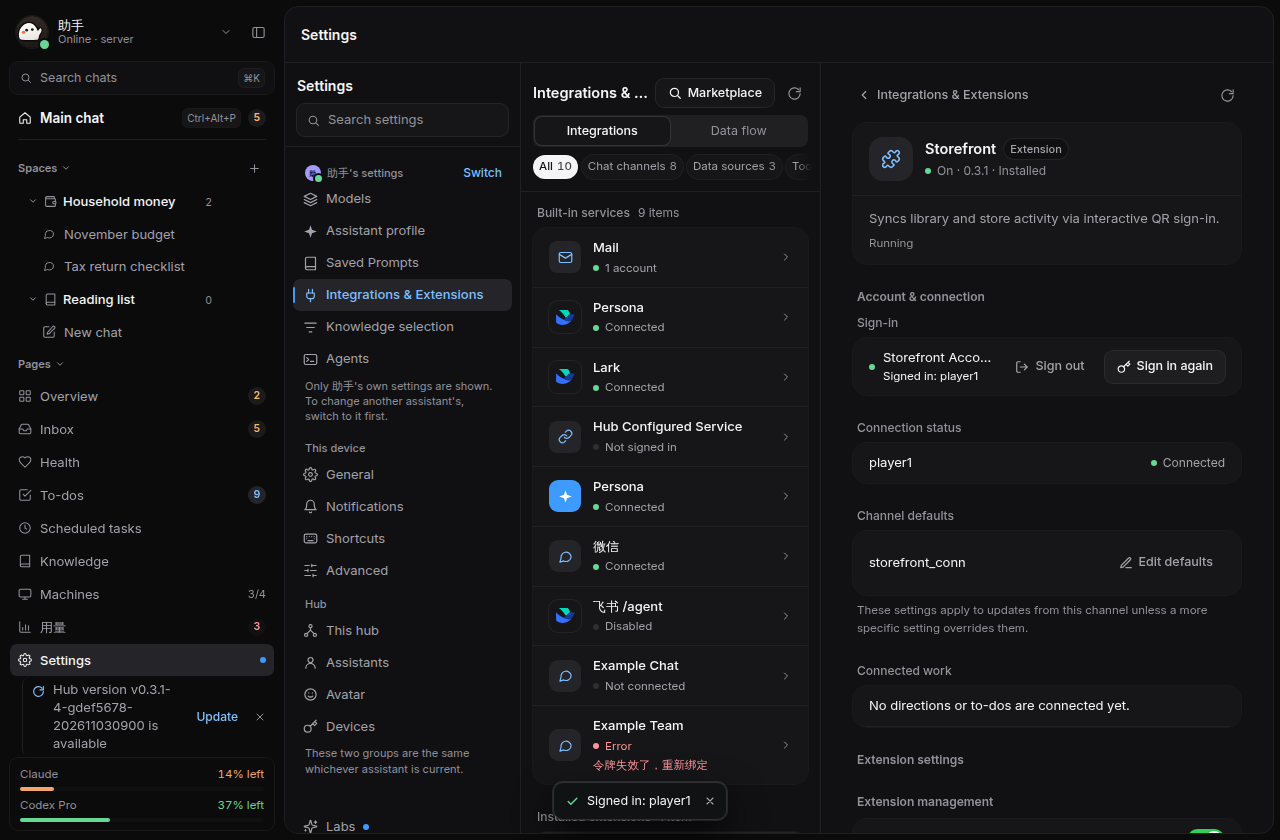 助手
Online · server
Search chats
⌘K
Main chat
Ctrl+Alt+P
5
Spaces
Household money
2
November budget
Tax return checklist
Reading list
0
New chat
Pages
Overview
2
Inbox
5
Health
To-dos
9
Scheduled tasks
Knowledge
Machines
3/4
用量
3
Settings
Hub version v0.3.1-
4-gdef5678-
202611030900 is
available
Update
Claude
14% left
Codex Pro
37% left
Settings
Settings
Search settings
助手's settings
Switch
Models
Assistant profile
Saved Prompts
Integrations & Extensions
Knowledge selection
Agents
Only 助手's own settings are shown.
To change another assistant's,
switch to it first.
This device
General
Notifications
Shortcuts
Advanced
Hub
This hub
Assistants
Avatar
Devices
These two groups are the same
whichever assistant is current.
Labs
Integrations & ...
Marketplace
Integrations
Data flow
All 10
Chat channels 8
Data sources 3
Built-in services 9 items
Mail
1 account
Persona
Connected
Lark
Connected
Hub Configured Service
Not signed in
Persona
Connected
微信
Connected
飞书 /agent
Disabled
Example Chat
Not connected
Example Team
Error
令牌失效了，重新绑定
Signed in: player1
Integrations & Extensions
Storefront
Extension
On · 0.3.1 · Installed
Syncs library and store activity via interactive QR sign-in.
Running
Account & connection
Sign-in
Storefront Acco...
Signed in: player1
Sign out
Sign in again
Connection status
player1
Connected
Channel defaults
storefront_conn
Edit defaults
These settings apply to updates from this channel unless a more
specific setting overrides them.
Connected work
No directions or to-dos are connected yet.
Extension settings
Extension management